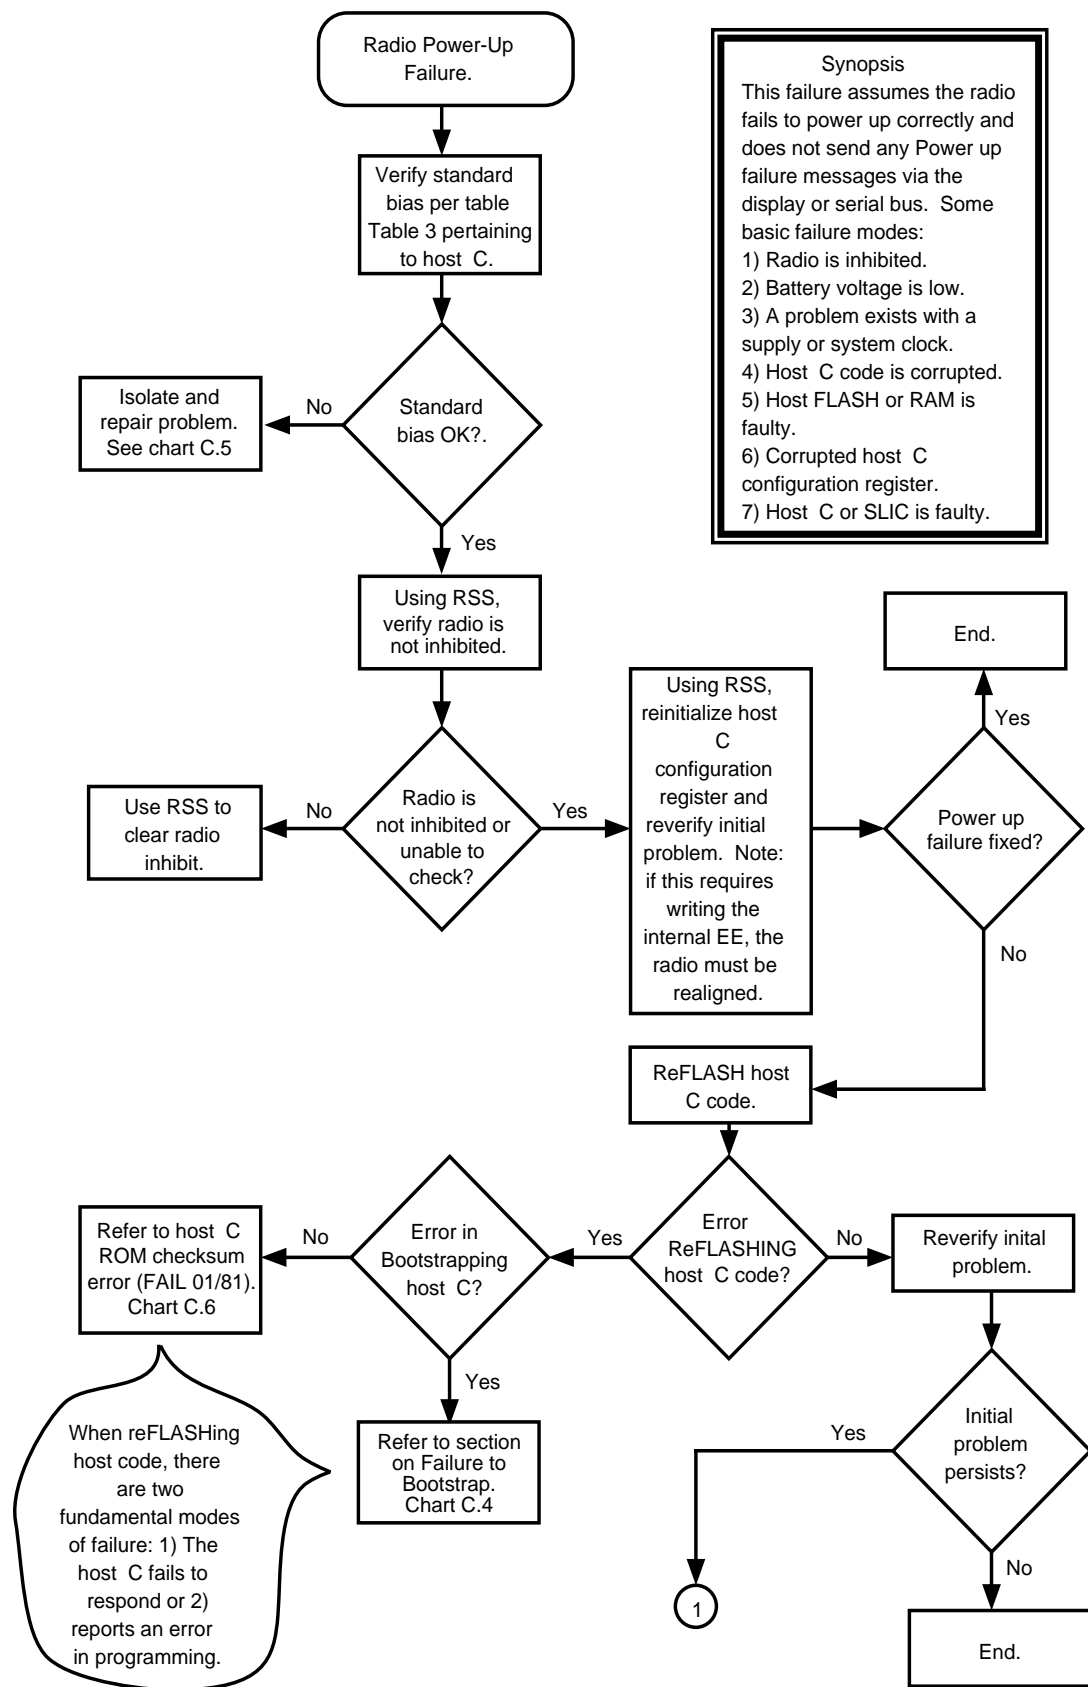 Radio Power-Up
Failure.
Synopsis
This failure assumes the radio
fails to power up correctly and
does not send any Power up
failure messages via the
display or serial bus.  Some
basic failure modes:
1) Radio is inhibited.
2) Battery voltage is low.
3) A problem exists with a
supply or system clock.
4) Host  C code is corrupted.
5) Host FLASH or RAM is
faulty.
6) Corrupted host  C
configuration register.
7) Host  C or SLIC is faulty.
Verify standard
bias per table
Table 3 pertaining
to host  C.
Standard
bias OK?.
No
Isolate and
repair problem.
See chart C.5
Yes
Using RSS,
verify radio is
not inhibited.
Radio is
not inhibited or
unable to
check?
No
Use RSS to
clear radio
inhibit.
Yes
Using RSS,
reinitialize host
C
configuration
register and
reverify initial
problem.  Note:
if this requires
writing the
internal EE, the
radio must be
realigned.
Power up
failure fixed?
Yes
End.
No
ReFLASH host
C code.
Error
ReFLASHING
host  C code?
Yes
Error in
Bootstrapping
host  C?
No
Refer to host  C
ROM checksum
error (FAIL 01/81).
Chart C.6
Yes
Refer to section
on Failure to
Bootstrap.
Chart C.4
When reFLASHing
host code, there
are two
fundamental modes
of failure: 1) The
host  C fails to
respond or 2)
reports an error
in programming.
No
Reverify inital
problem.
Initial
problem
persists?
Yes
1
No
End.